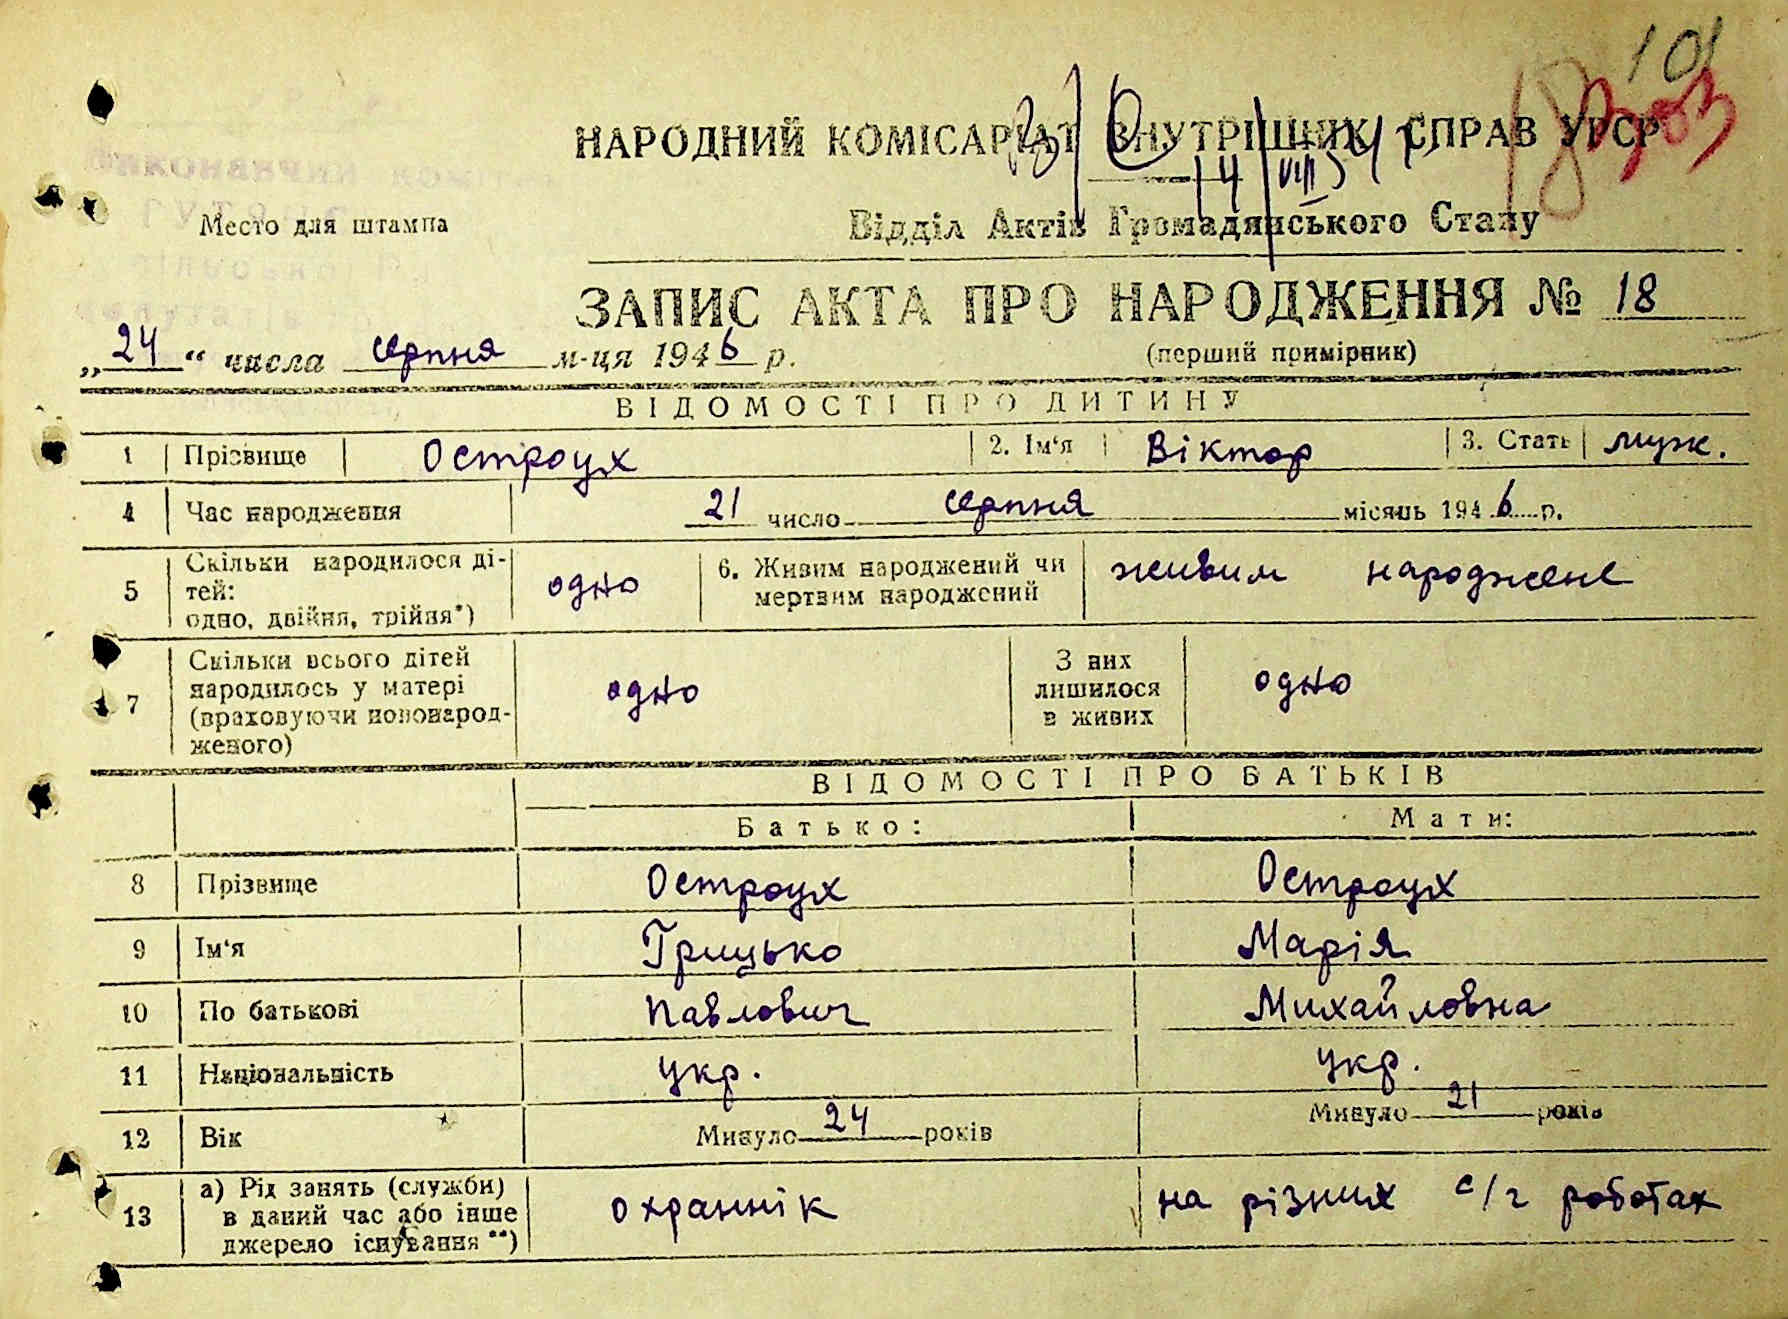 101
НАРОДНИЙ КОМІСАРІАТ ВНУТРІШНІХ СПРАВ УРСР
Место для штампа
Відділ Актів Громадянського Стану
ЗАПИС АКТА ПРО НАРОДЖЕННЯ № 18
„24“ числа серпня м-ця 1946 р.
(перший примірник)
ВІДОМОСТІ ПРО ДИТИНУ
1 Прізвище Остроух 2. Ім'я Віктор 3. Стать муж.
4 Час народження 21 число серпня місяць 1946 р.
5 Скільки народилося ді-
тей:
одно, двійня, трійня*) одно 6. Живим народжений чи
мертвим народжений живим народжене
7 Скільки всього дітей
народилось у матері
(враховуючи новонарод-
женого) одно З них
лишилося
в живих одно
ВІДОМОСТІ ПРО БАТЬКІВ
Батько: Мати:
8 Прізвище Остроух Остроух
9 Ім'я Грицько Марія
10 По батькові Павлович Михайловна
11 Національність укр. укр.
12 Вік Минуло 24 років Минуло 21 років
13 а) Рід занять (служби)
в даний час або інше
джерело існування**) охраннік на різних с/г роботах